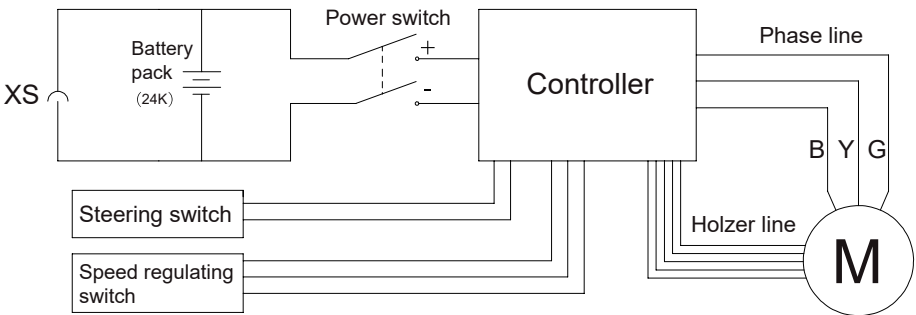 Power switch
Phase line
Battery
pack
(24K)
+
-
XS
Controller
B Y G
Steering switch
Holzer line
M
Speed regulating
switch